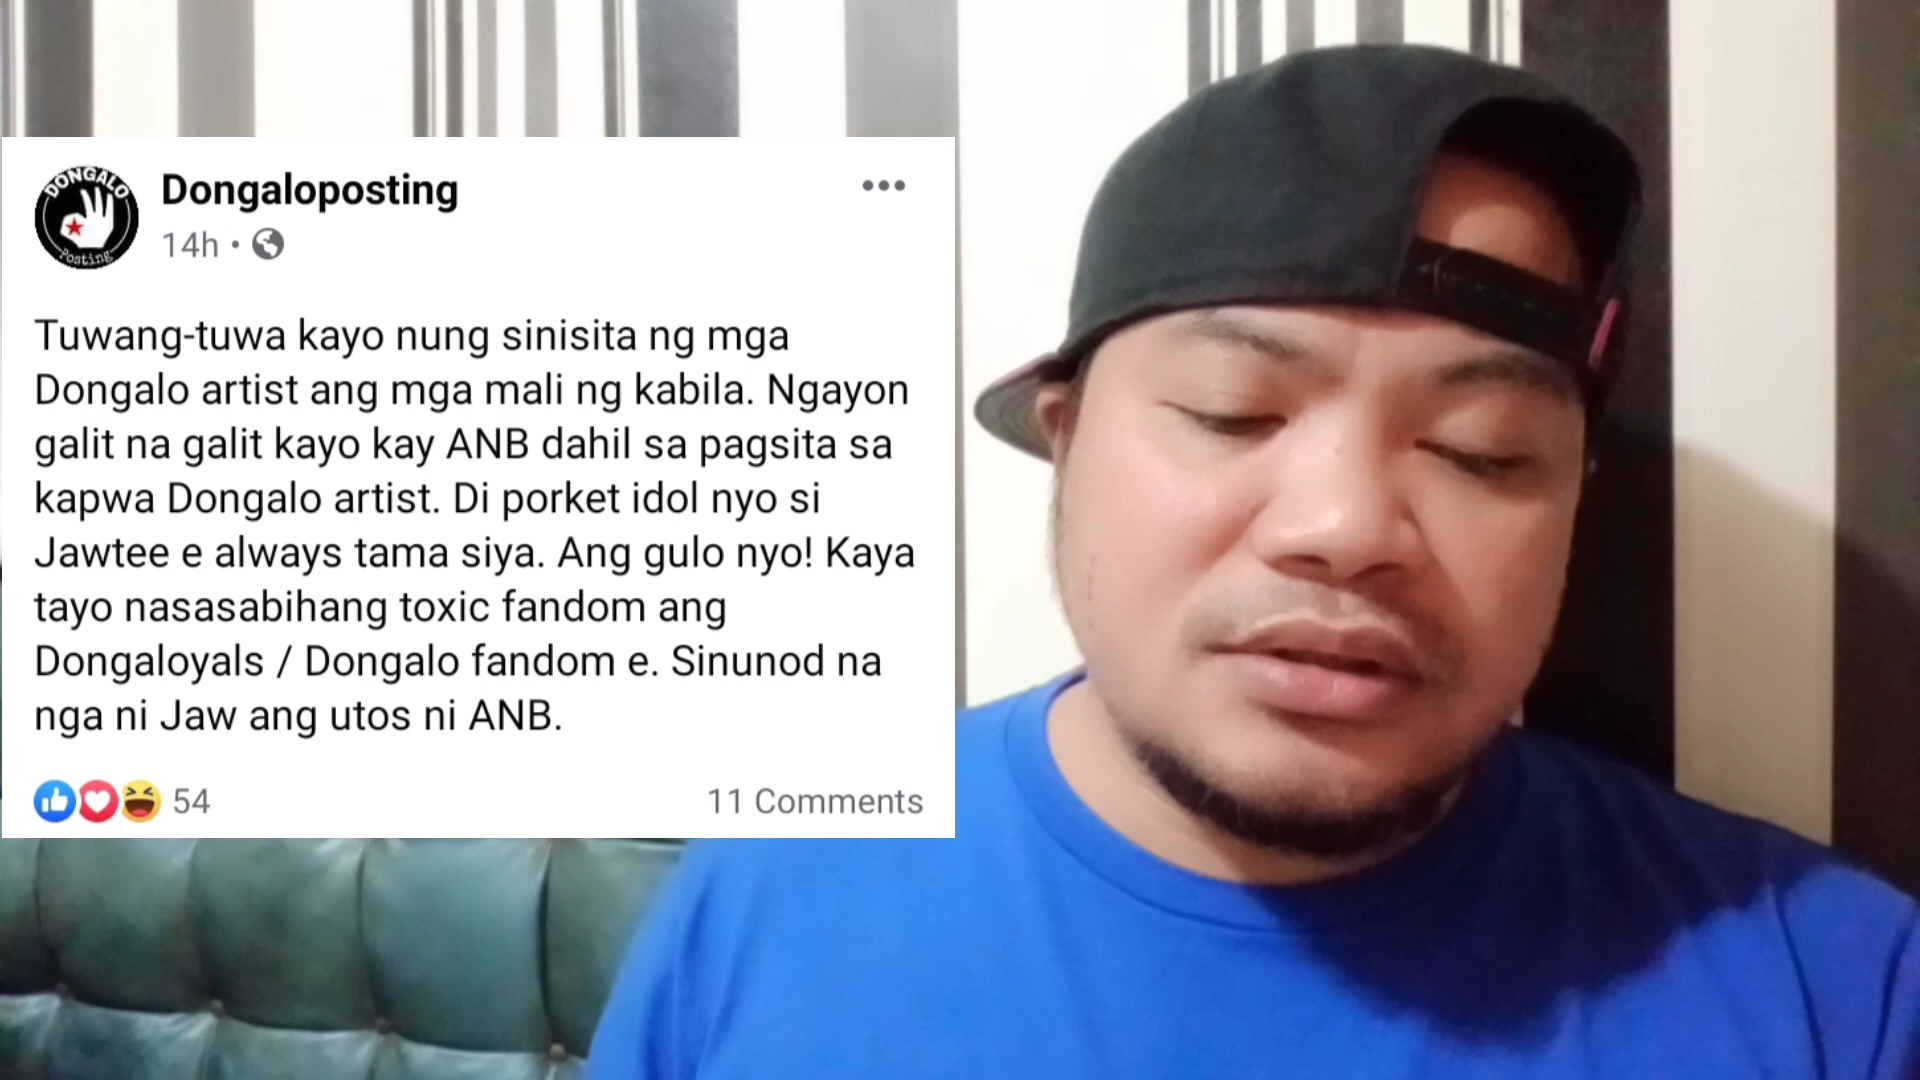 DONGALO
Posting
Dongaloposting
14h •
Tuwang-tuwa kayo nung sinisita ng mga
Dongalo artist ang mga mali ng kabila. Ngayon
galit na galit kayo kay ANB dahil sa pagsita sa
kapwa Dongalo artist. Di porket idol nyo si
Jawtee e always tama siya. Ang gulo nyo! Kaya
tayo nasasabihang toxic fandom ang
Dongaloyals / Dongalo fandom e. Sinunod na
nga ni Jaw ang utos ni ANB.
54
11 Comments